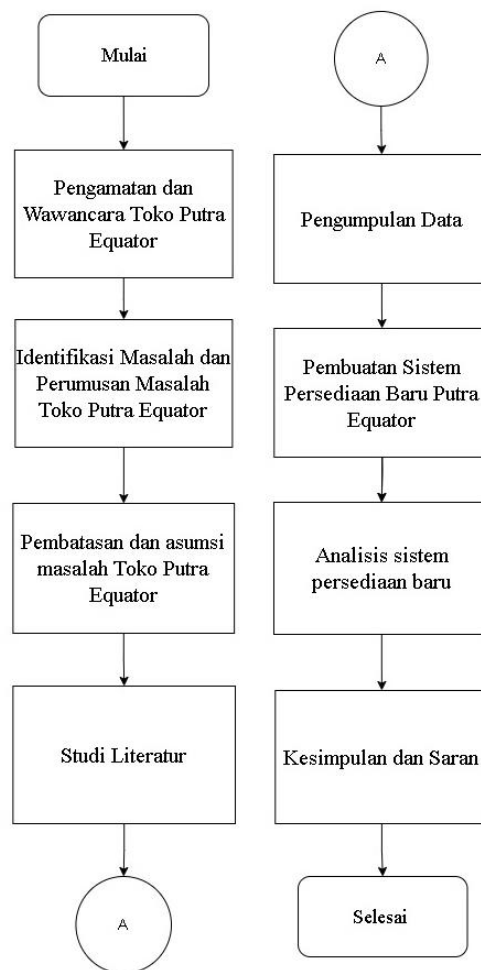 Mulai
Pengamatan dan
Wawancara Toko Putra
Equator
Identifikasi Masalah dan
Perumusan Masalah
Toko Putra Equator
Pembatasan dan asumsi
masalah Toko Putra
Equator
Studi Literatur
A
A
Pengumpulan Data
Pembuatan Sistem
Persediaan Baru Putra
Equator
Analisis sistem
persediaan baru
Kesimpulan dan Saran
Selesai